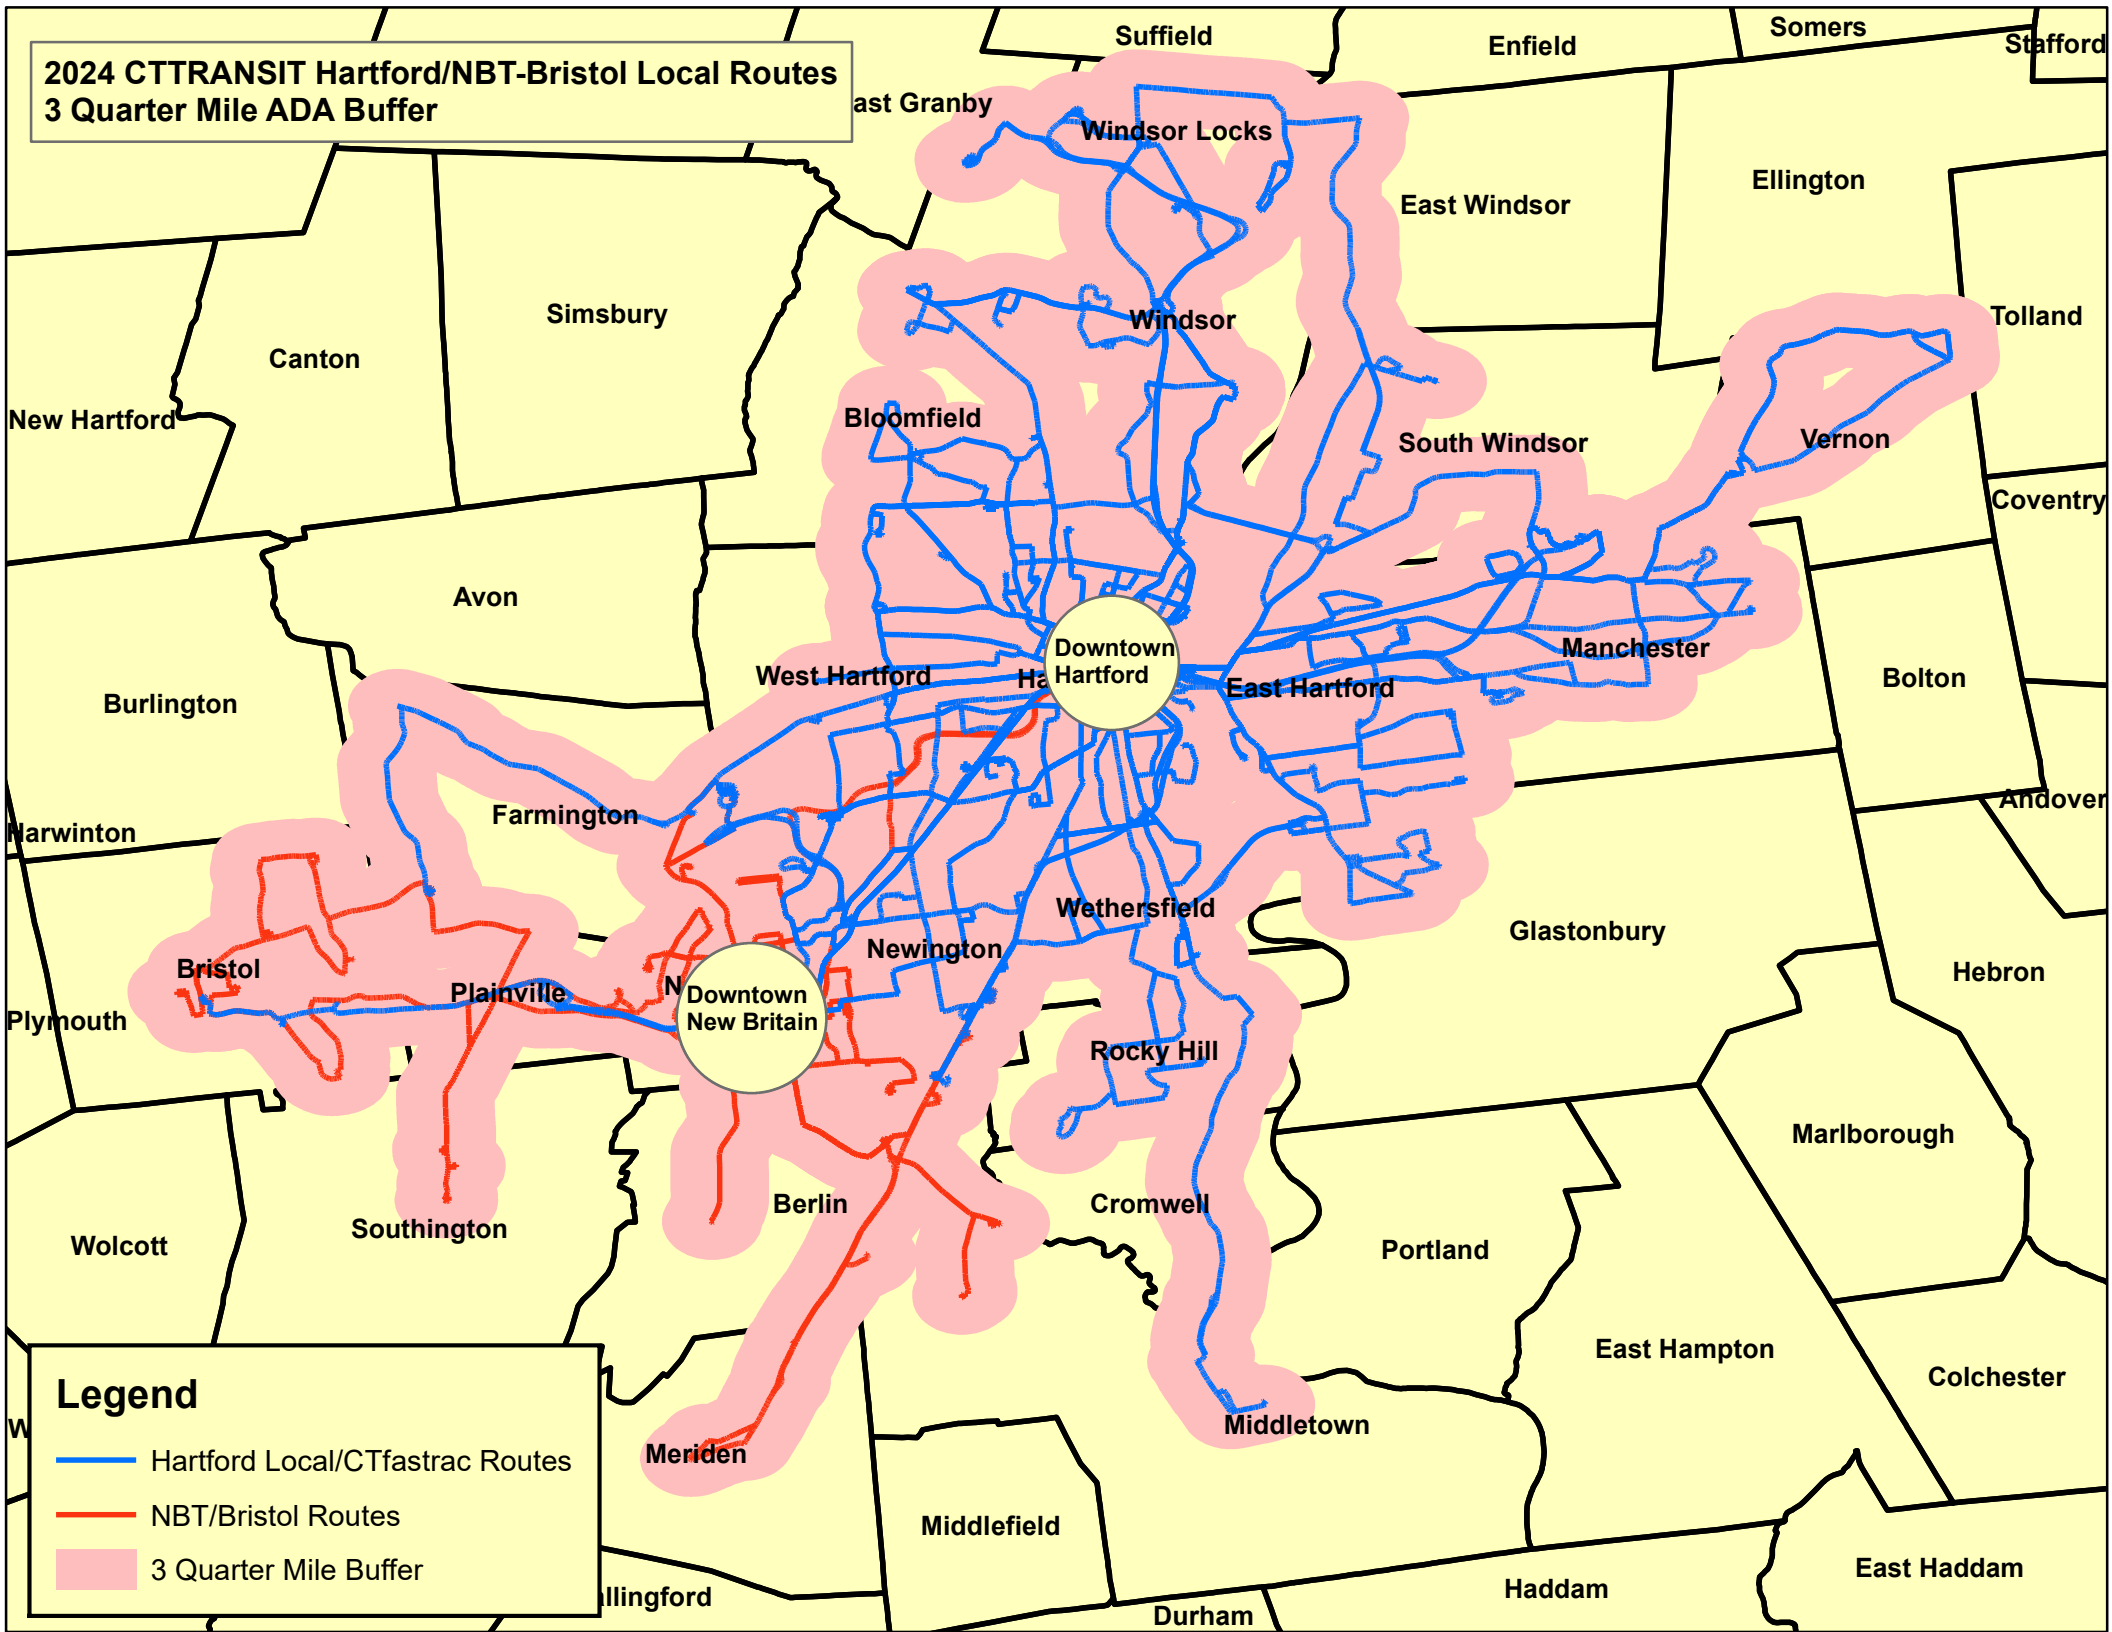 2024 CTTRANSIT Hartford/NBT-Bristol Local Routes
3 Quarter Mile ADA Buffer
Suffield
Enfield
Somers
Stafford
ast Granby
Windsor Locks
East Windsor
Ellington
Simsbury
Windsor
Tolland
Canton
New Hartford
Bloomfield
South Windsor
Vernon
Coventry
Avon
Downtown
Hartford
Manchester
West Hartford
Ha
East Hartford
Bolton
Burlington
Farmington
Harwinton
Andover
Wethersfield
Glastonbury
Newington
Bristol
Plainville
N
Downtown
New Britain
Hebron
Plymouth
Rocky Hill
Marlborough
Berlin
Cromwell
Southington
Wolcott
Portland
East Hampton
Colchester
W
Middletown
Meriden
Middlefield
Legend
Hartford Local/CTfastrac Routes
NBT/Bristol Routes
3 Quarter Mile Buffer
allingford
Durham
Haddam
East Haddam